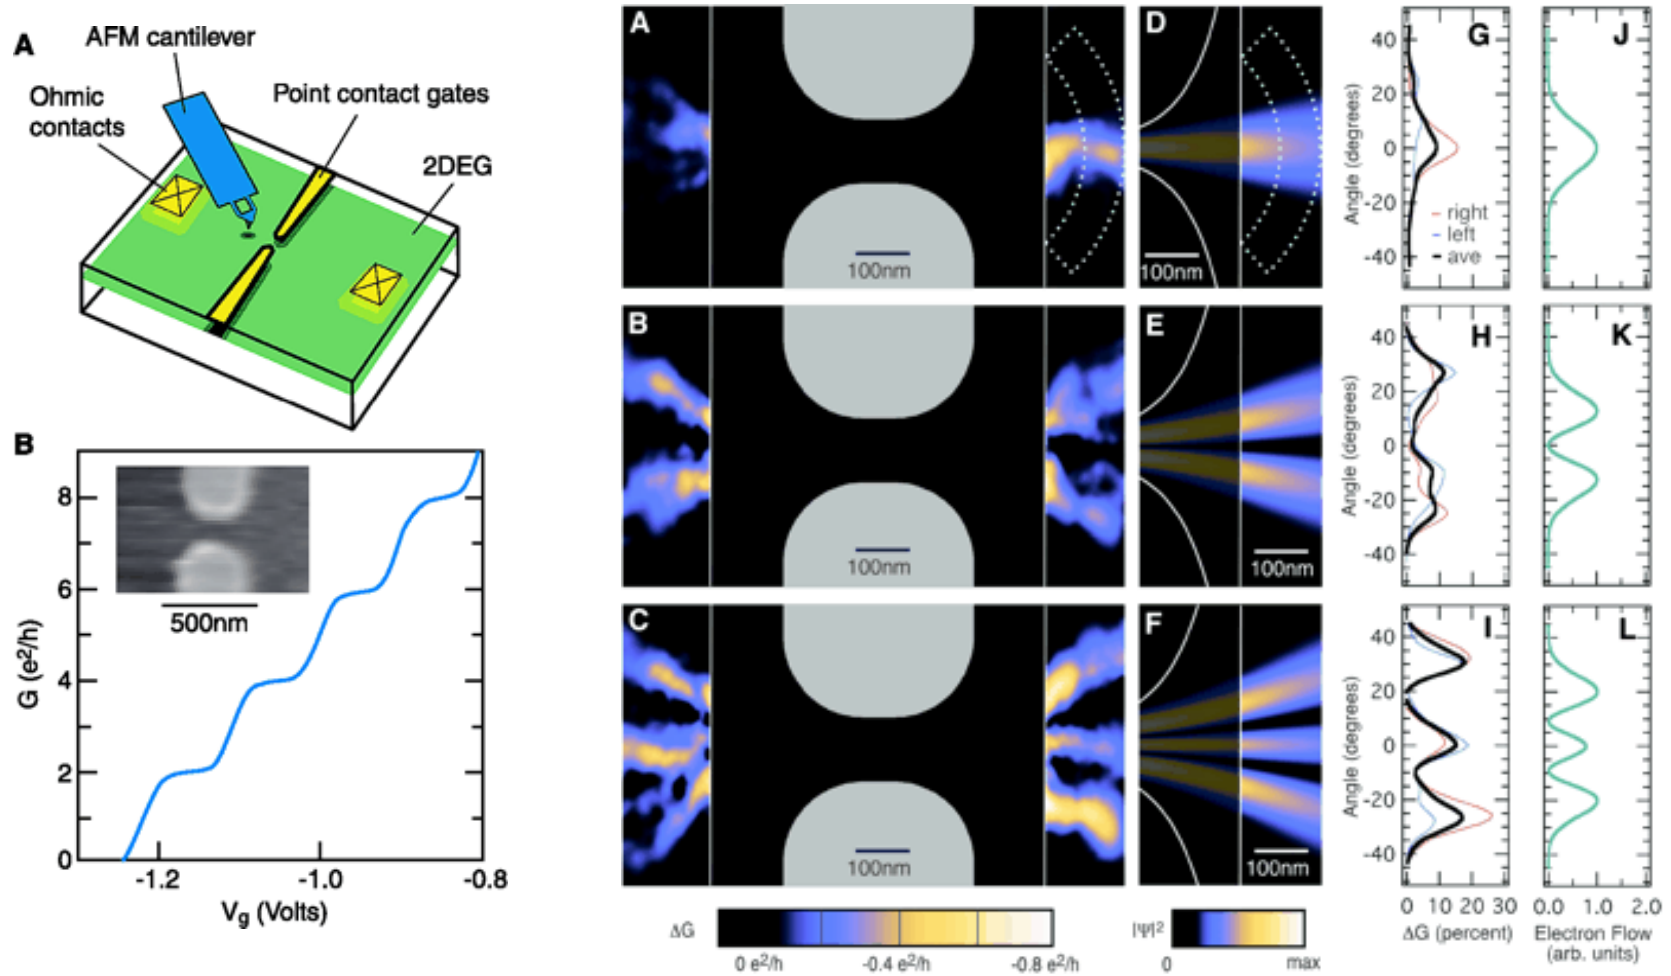 A
AFM cantilever
Ohmic
contacts
Point contact gates
2DEG
B
G (e²/h)
8
6
4
2
0
500nm
-1.2
-1.0
-0.8
Vg (Volts)
A
100nm
D
100nm
G
Angle (degrees)
40
20
0
-20
-40
right
left
ave
J
B
100nm
E
100nm
H
Angle (degrees)
40
20
0
-20
-40
K
C
100nm
F
100nm
I
Angle (degrees)
40
20
0
-20
-40
L
0 10 20 30
ΔG (percent)
0.0 1.0 2.0
Electron Flow
(arb. units)
ΔG
0 e²/h
-0.4 e²/h
-0.8 e²/h
|Ψ|²
0
max